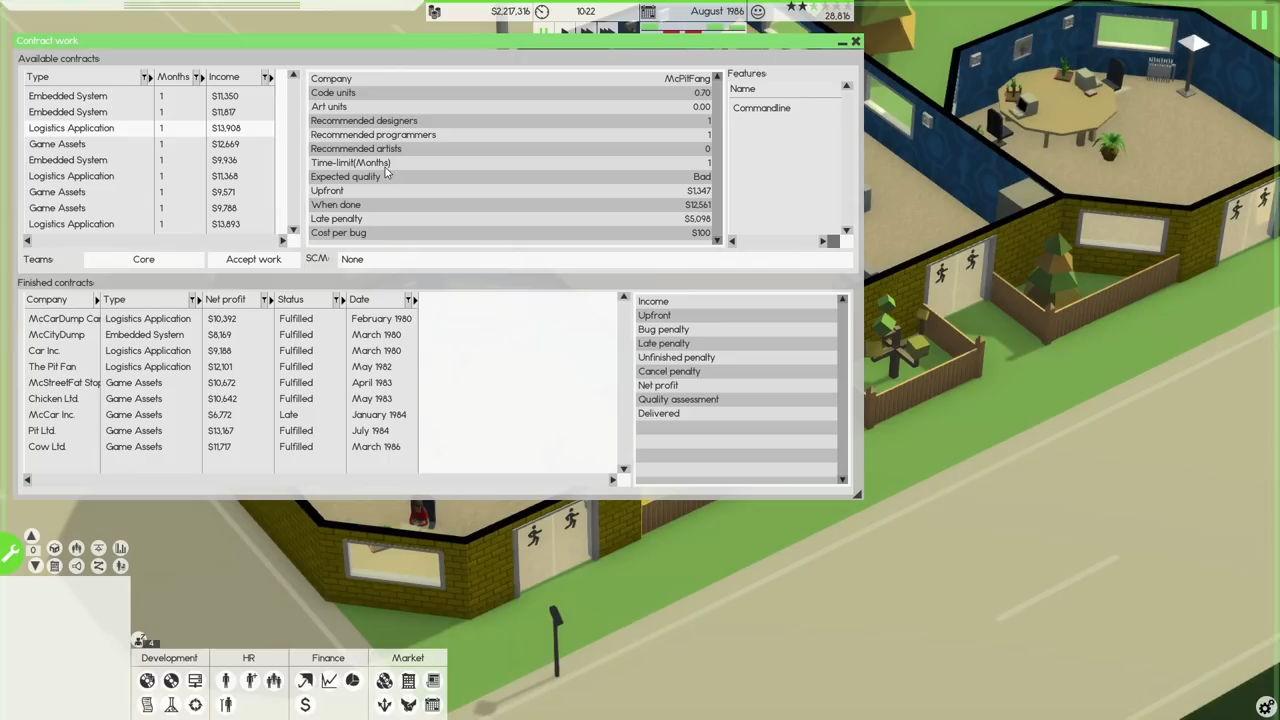 $2,217,316 1022 August 1986 28,816
Contract work
Available contracts:
Type Months Income
Embedded System 1 $11,350
Embedded System 1 $11,817
Logistics Application 1 $13,908
Game Assets 1 $12,669
Embedded System 1 $9,936
Logistics Application 1 $11,368
Game Assets 1 $9,571
Game Assets 1 $9,788
Logistics Application 1 $13,893
Company McPitFang
Code units 0.70
Art units 0.00
Recommended designers 1
Recommended programmers 1
Recommended artists 0
Time-limit(Months) 1
Expected quality Bad
Upfront $1,347
When done $12,561
Late penalty $5,098
Cost per bug $100
Features:
Name
Commandline
Teams: Core Accept work SCM: None
Finished contracts:
Company Type Net profit Status Date
McCarDump Car Logistics Application $10,392 Fulfilled February 1980
McCityDump Embedded System $8,169 Fulfilled March 1980
Car Inc. Logistics Application $9,188 Fulfilled March 1980
The Pit Fan Logistics Application $12,101 Fulfilled May 1982
McStreetFat Stop Game Assets $10,672 Fulfilled April 1983
Chicken Ltd. Game Assets $10,642 Fulfilled May 1983
McCar Inc. Game Assets $6,772 Late January 1984
Pit Ltd. Game Assets $13,167 Fulfilled July 1984
Cow Ltd. Game Assets $11,717 Fulfilled March 1986
Income
Upfront
Bug penalty
Late penalty
Unfinished penalty
Cancel penalty
Net profit
Quality assessment
Delivered
0
4
Development HR Finance Market